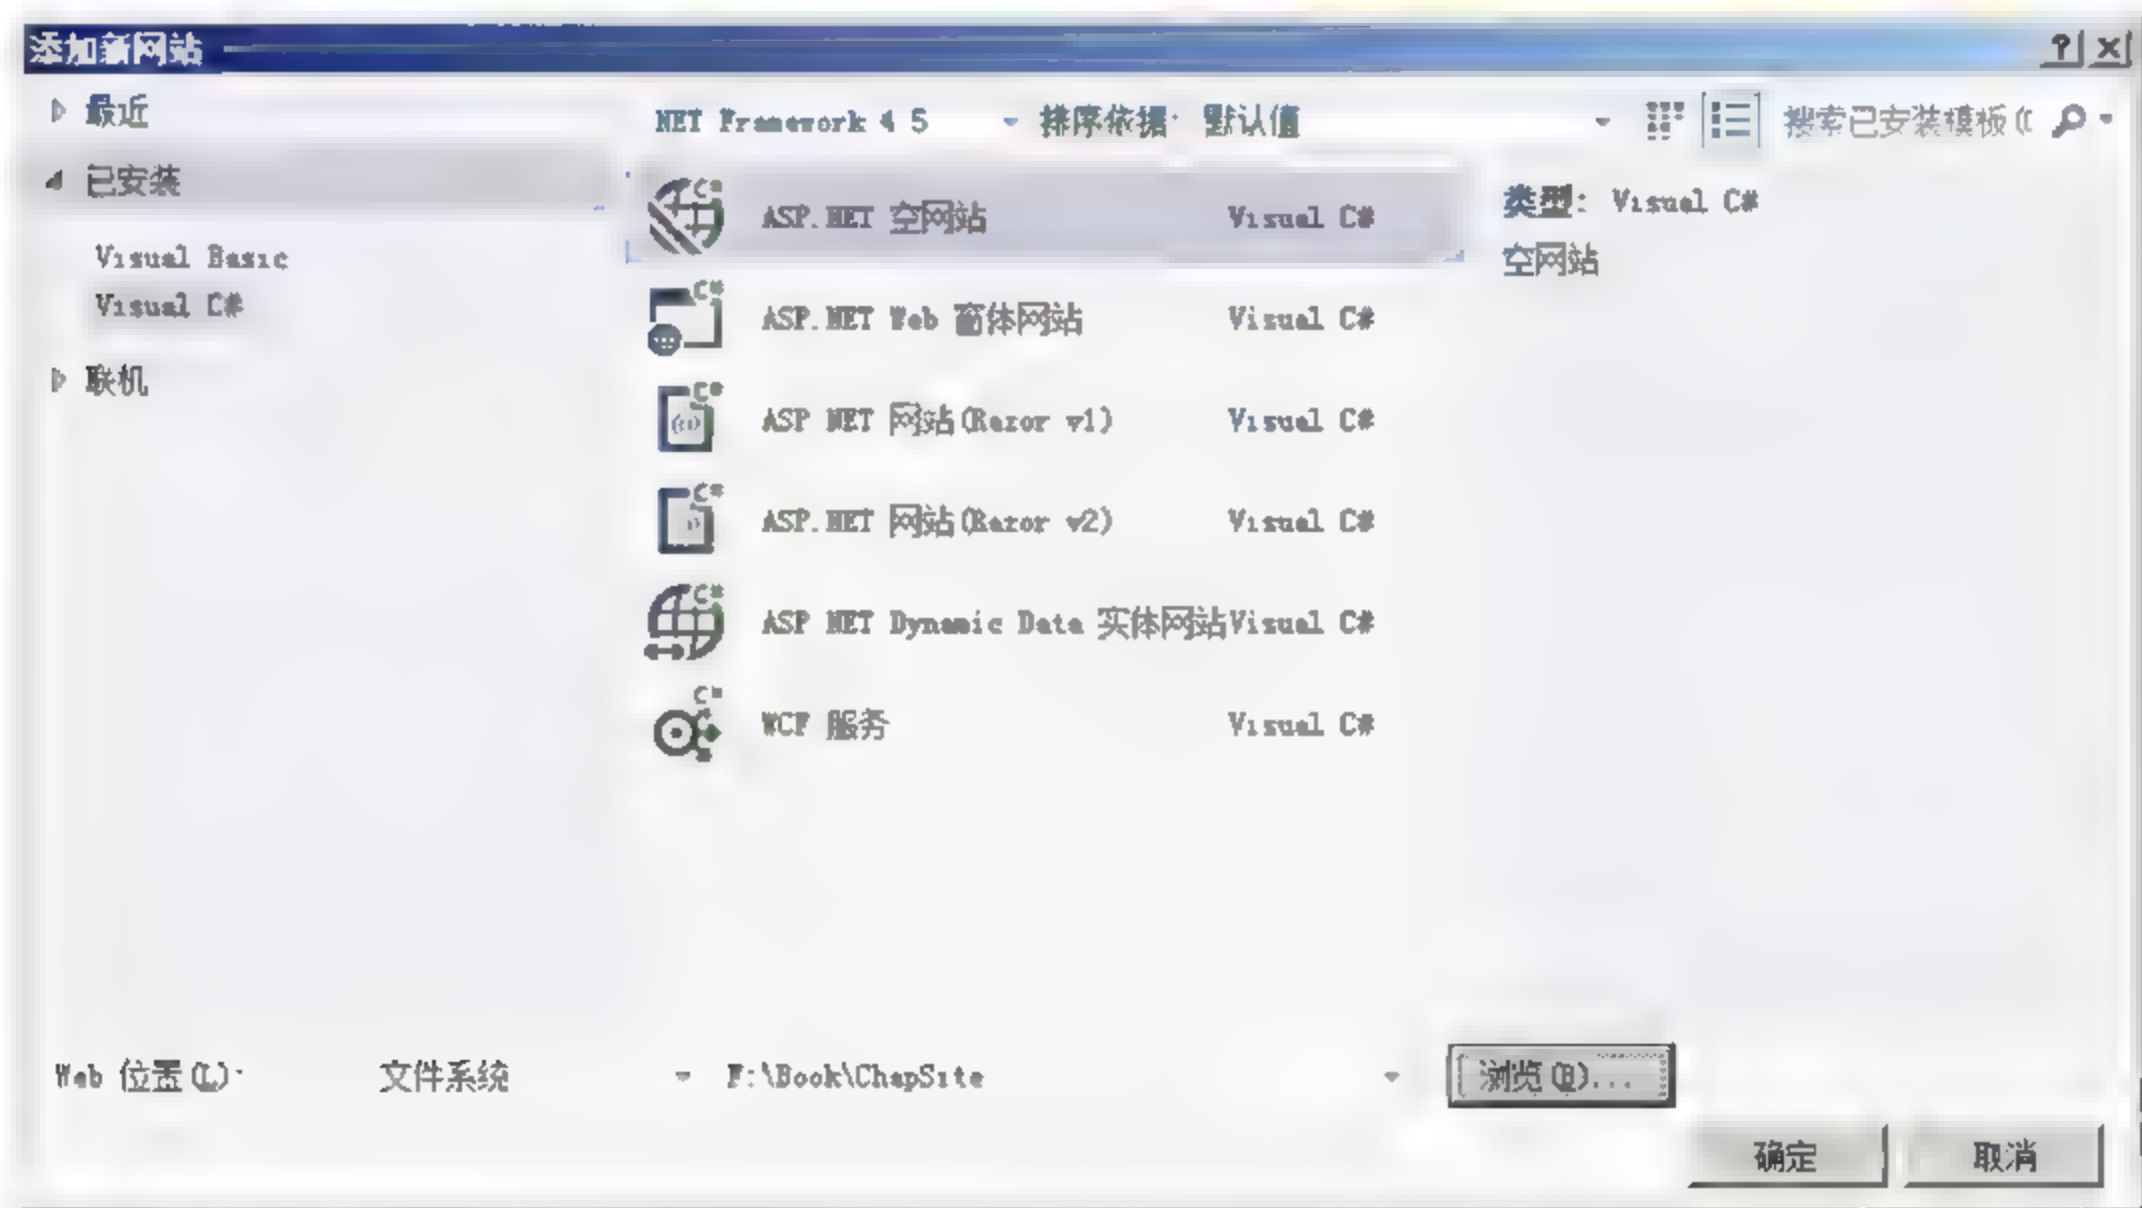 添加新网站
最近
.NET Framework 4.5 排序依据: 默认值 搜索已安装模板(
已安装
Visual Basic
Visual C#
联机
ASP.NET 空网站 Visual C#
ASP.NET Web 窗体网站 Visual C#
ASP.NET 网站(Razor v1) Visual C#
ASP.NET 网站(Razor v2) Visual C#
ASP.NET Dynamic Data 实体网站 Visual C#
WCF 服务 Visual C#
类型: Visual C#
空网站
Web 位置(L): 文件系统 F:\Book\ChapSite 浏览(B)...
确定 取消